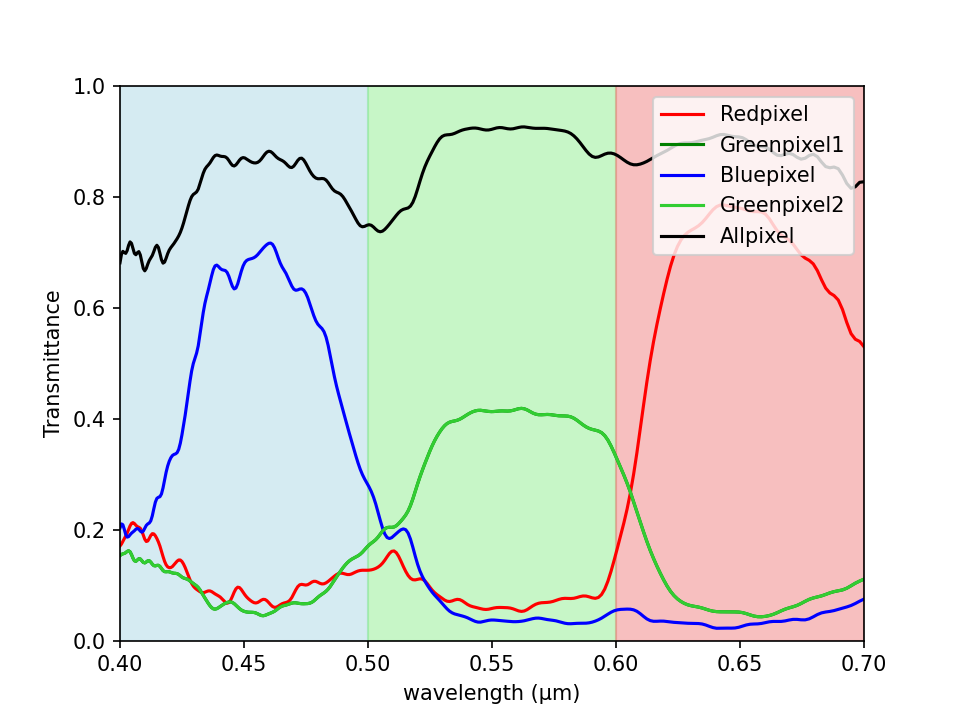 1.0
0.8
0.6
0.4
0.2
0.0
Transmittance
Redpixel
Greenpixel1
Bluepixel
Greenpixel2
Allpixel
0.40 0.45 0.50 0.55 0.60 0.65 0.70
wavelength (μm)